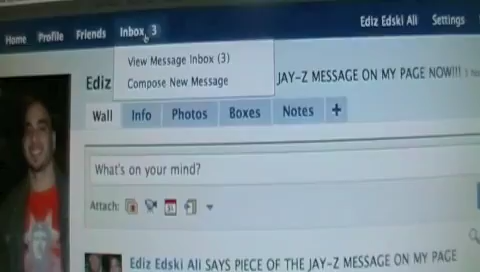 Home Profile Friends Inbox 3 Ediz Edski Ali Settings
View Message Inbox (3)
Compose New Message
Ediz JAY-Z MESSAGE ON MY PAGE NOW!!!
Wall Info Photos Boxes Notes +
What's on your mind?
Attach: 31
Ediz Edski Ali SAYS PIECE OF THE JAY-Z MESSAGE ON MY PAGE